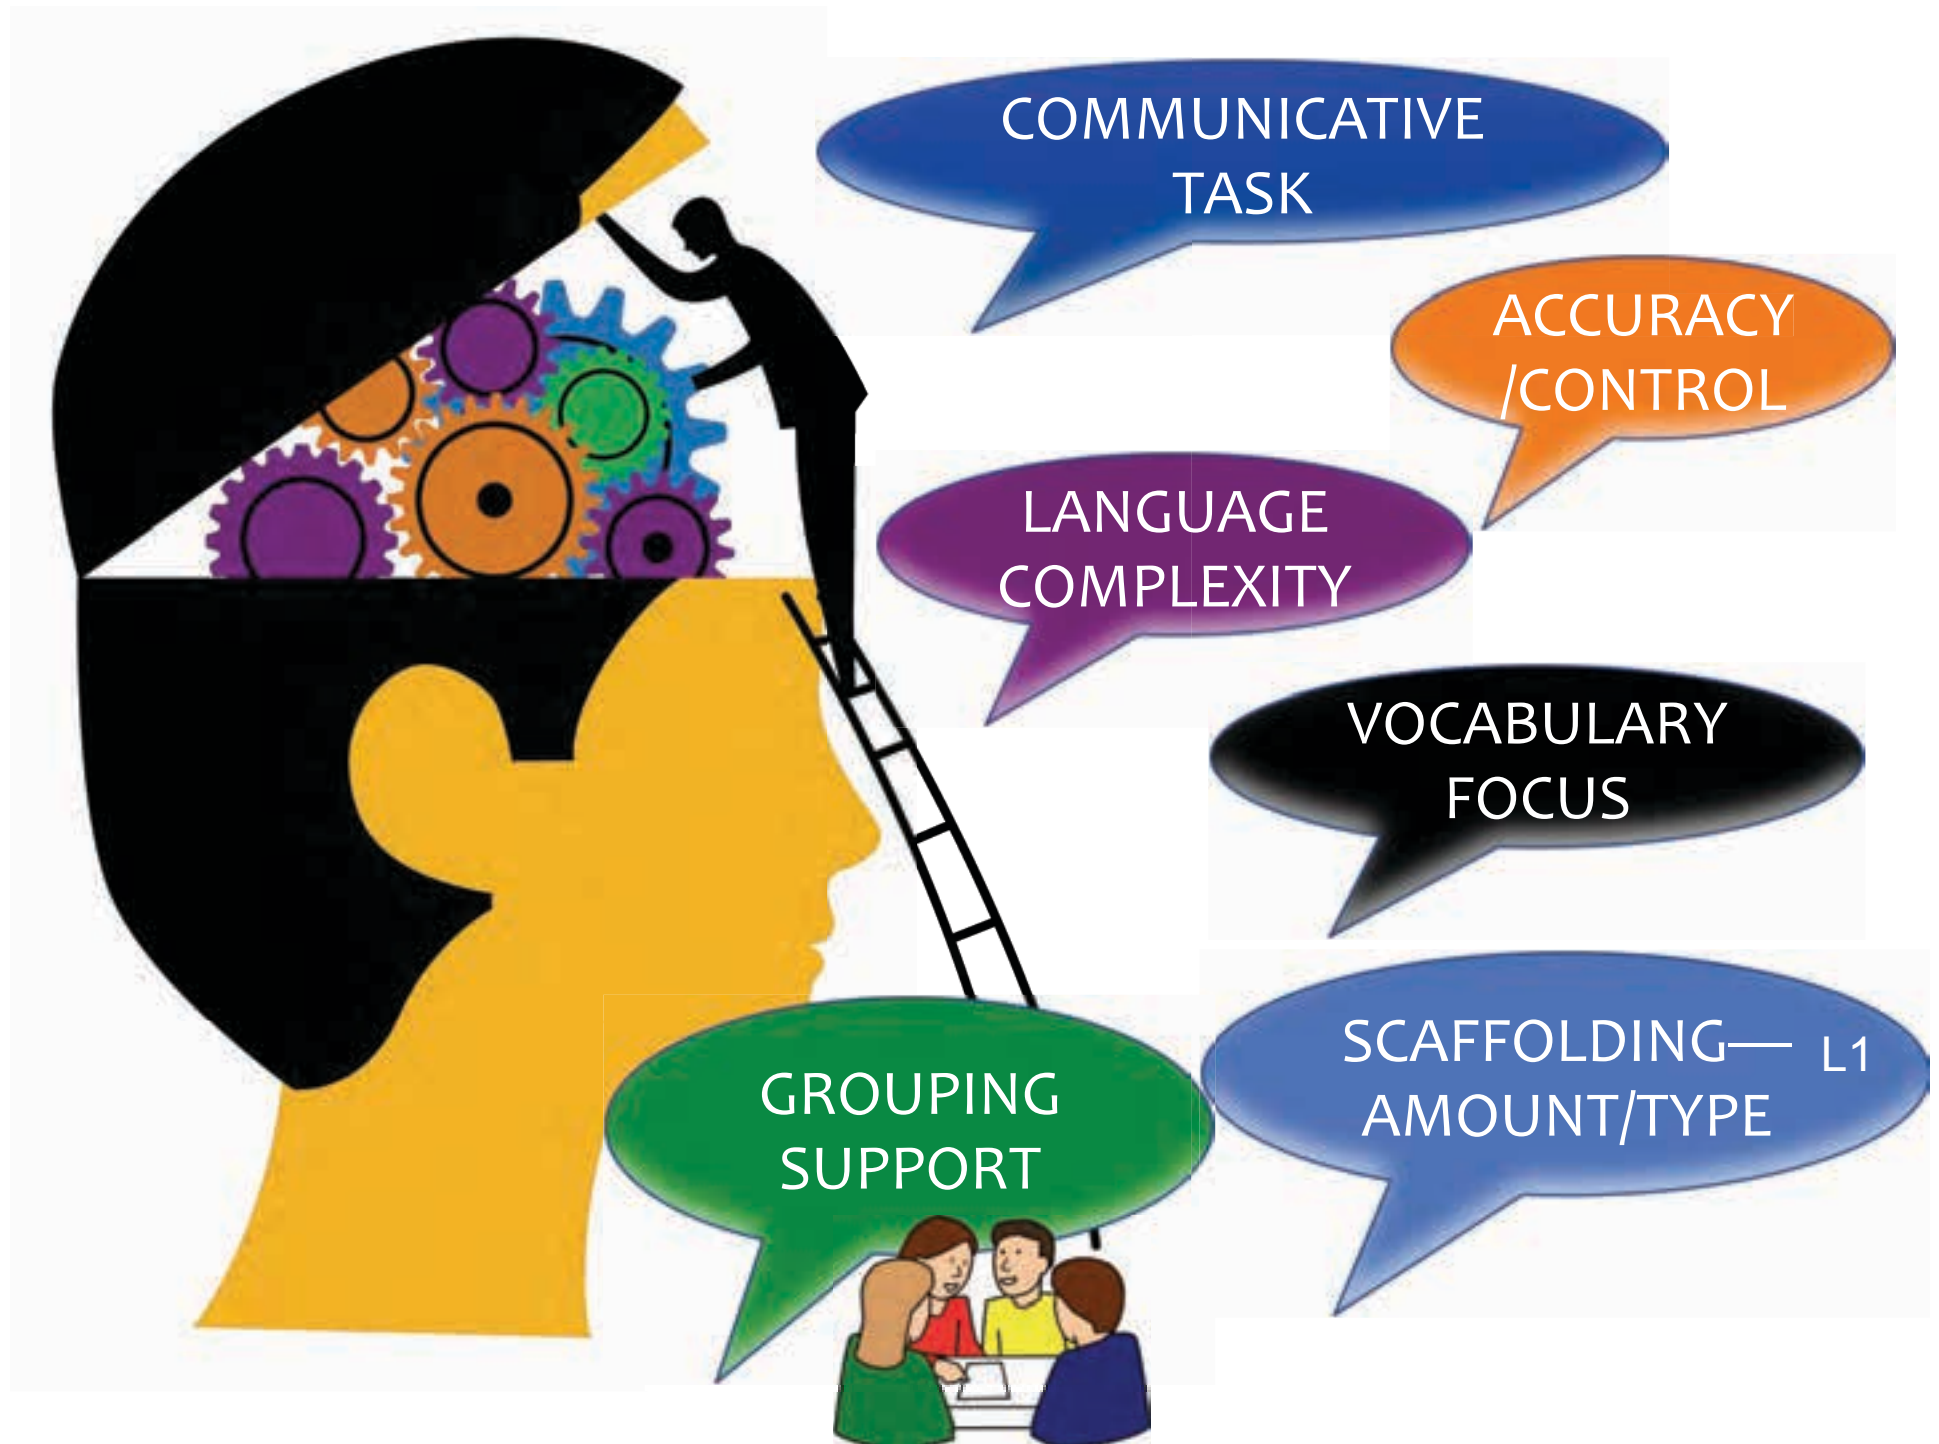 COMMUNICATIVE
TASK
ACCURACY
/CONTROL
LANGUAGE
COMPLEXITY
VOCABULARY
FOCUS
SCAFFOLDING— L1
AMOUNT/TYPE
GROUPING
SUPPORT